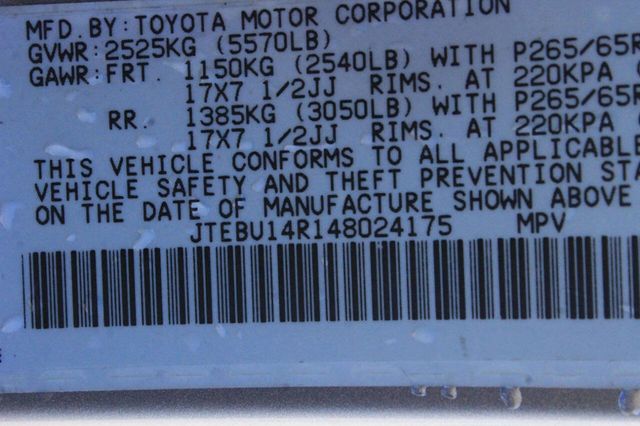 MFD. BY: TOYOTA MOTOR CORPORATION
GVWR: 2525KG (5570LB)
GAWR: FRT. 1150KG (2540LB) WITH P265/65R
17X7 1/2JJ RIMS. AT 220KPA (
RR. 1385KG (3050LB) WITH P265/65R
17X7 1/2JJ RIMS. AT 220KPA (
THIS VEHICLE CONFORMS TO ALL APPLICABLE
VEHICLE SAFETY AND THEFT PREVENTION STA
ON THE DATE OF MANUFACTURE SHOWN ABOVE
JTEBU14R148024175 MPV